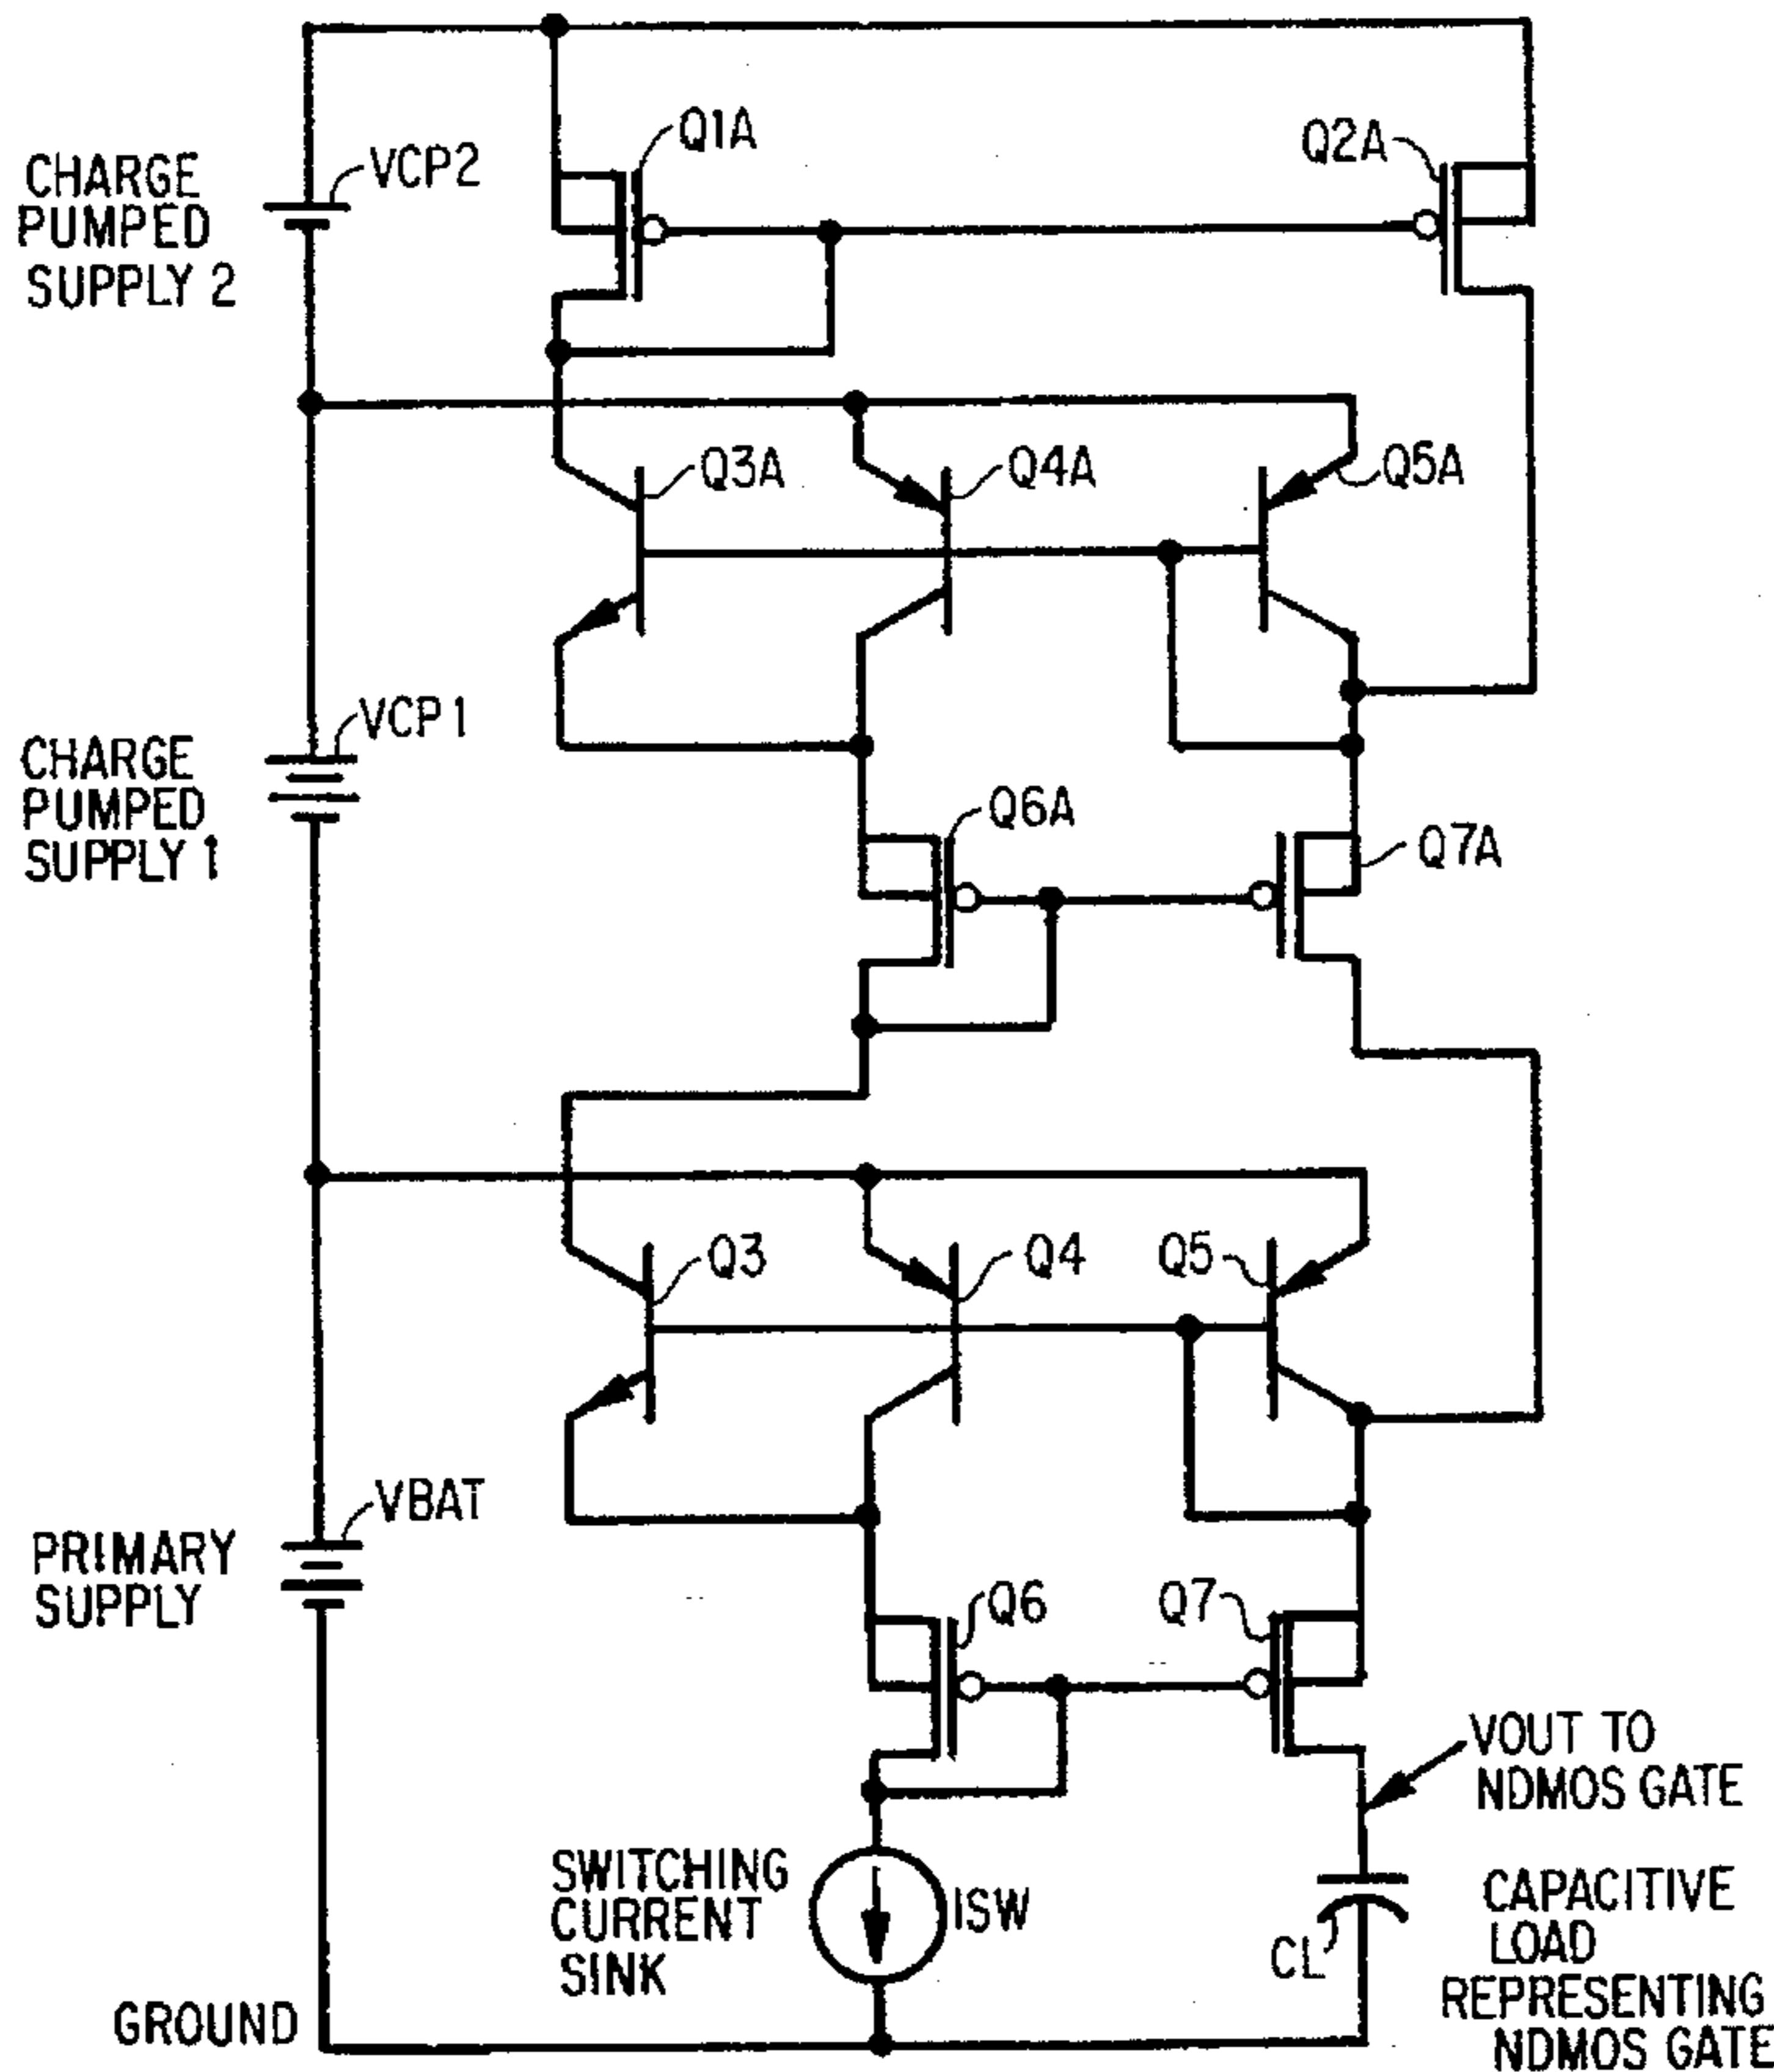 Q1A
Q2A
CHARGE
PUMPED
SUPPLY 2
VCP2
Q3A
Q4A
Q5A
CHARGE
PUMPED
SUPPLY 1
VCP1
Q6A
Q7A
Q3
Q4
Q5
PRIMARY
SUPPLY
VBAT
Q6
Q7
VOUT TO
NDMOS GATE
SWITCHING
CURRENT
SINK
ISW
CL
CAPACITIVE
LOAD
REPRESENTING
NDMOS GATE
GROUND